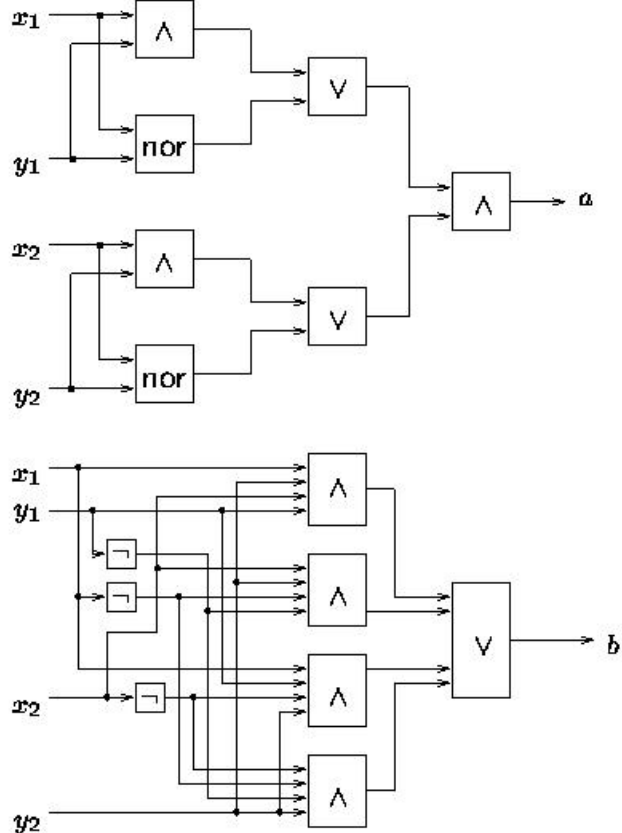 x₁
∧
∨
y₁
nor
∧
a
x₂
∧
∨
y₂
nor
x₁
∧
y₁
¬
∧
¬
∨
b
x₂
¬
∧
∧
y₂